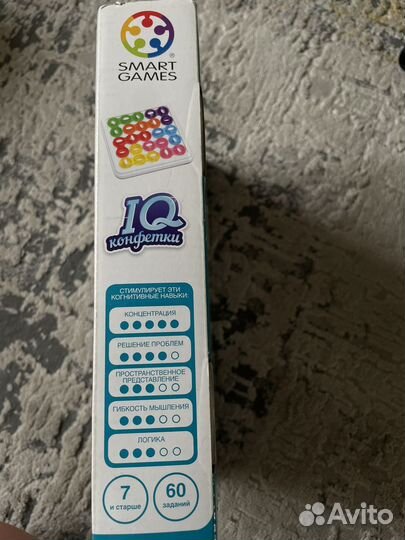 SMART
GAMES
®
IQ
конфетки
СТИМУЛИРУЕТ ЭТИ
КОГНИТИВНЫЕ НАВЫКИ:
КОНЦЕНТРАЦИЯ
РЕШЕНИЕ ПРОБЛЕМ
ПРОСТРАНСТВЕННОЕ
ПРЕДСТАВЛЕНИЕ
ГИБКОСТЬ МЫШЛЕНИЯ
ЛОГИКА
7
и старше
60
заданий
Avito